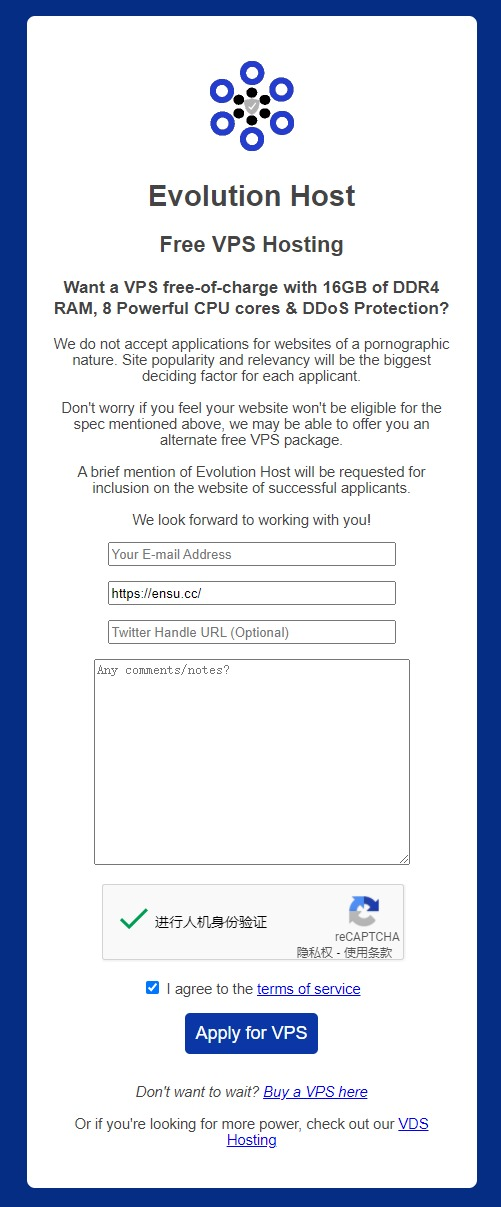 Evolution Host
Free VPS Hosting
Want a VPS free-of-charge with 16GB of DDR4
RAM, 8 Powerful CPU cores & DDoS Protection?
We do not accept applications for websites of a pornographic
nature. Site popularity and relevancy will be the biggest
deciding factor for each applicant.
Don't worry if you feel your website won't be eligible for the
spec mentioned above, we may be able to offer you an
alternate free VPS package.
A brief mention of Evolution Host will be requested for
inclusion on the website of successful applicants.
We look forward to working with you!
Your E-mail Address
https://ensu.cc/
Twitter Handle URL (Optional)
Any comments/notes?
进行人机身份验证
reCAPTCHA
隐私权 - 使用条款
I agree to the terms of service
Apply for VPS
Don't want to wait? Buy a VPS here
Or if you're looking for more power, check out our VDS
Hosting